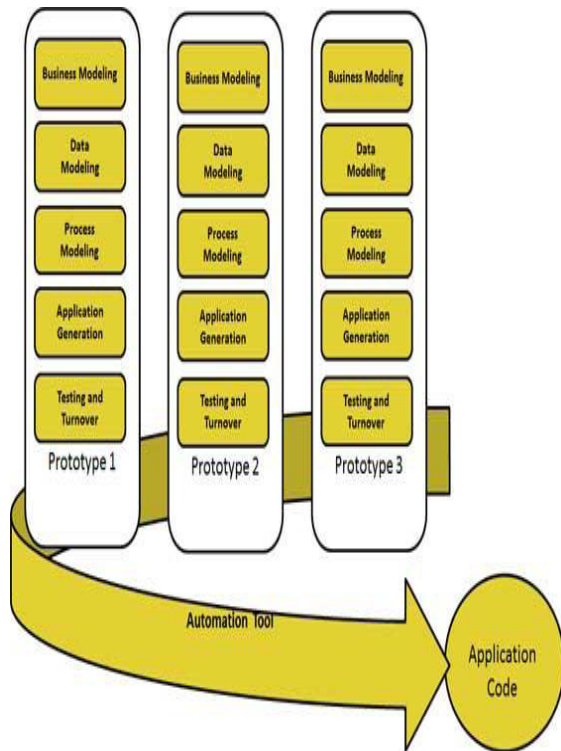 Business Modeling
Data
Modeling
Process
Modeling
Application
Generation
Testing and
Turnover
Prototype 1
Business Modeling
Data
Modeling
Process
Modeling
Application
Generation
Testing and
Turnover
Prototype 2
Business Modeling
Data
Modeling
Process
Modeling
Application
Generation
Testing and
Turnover
Prototype 3
Automation Tool
Application
Code